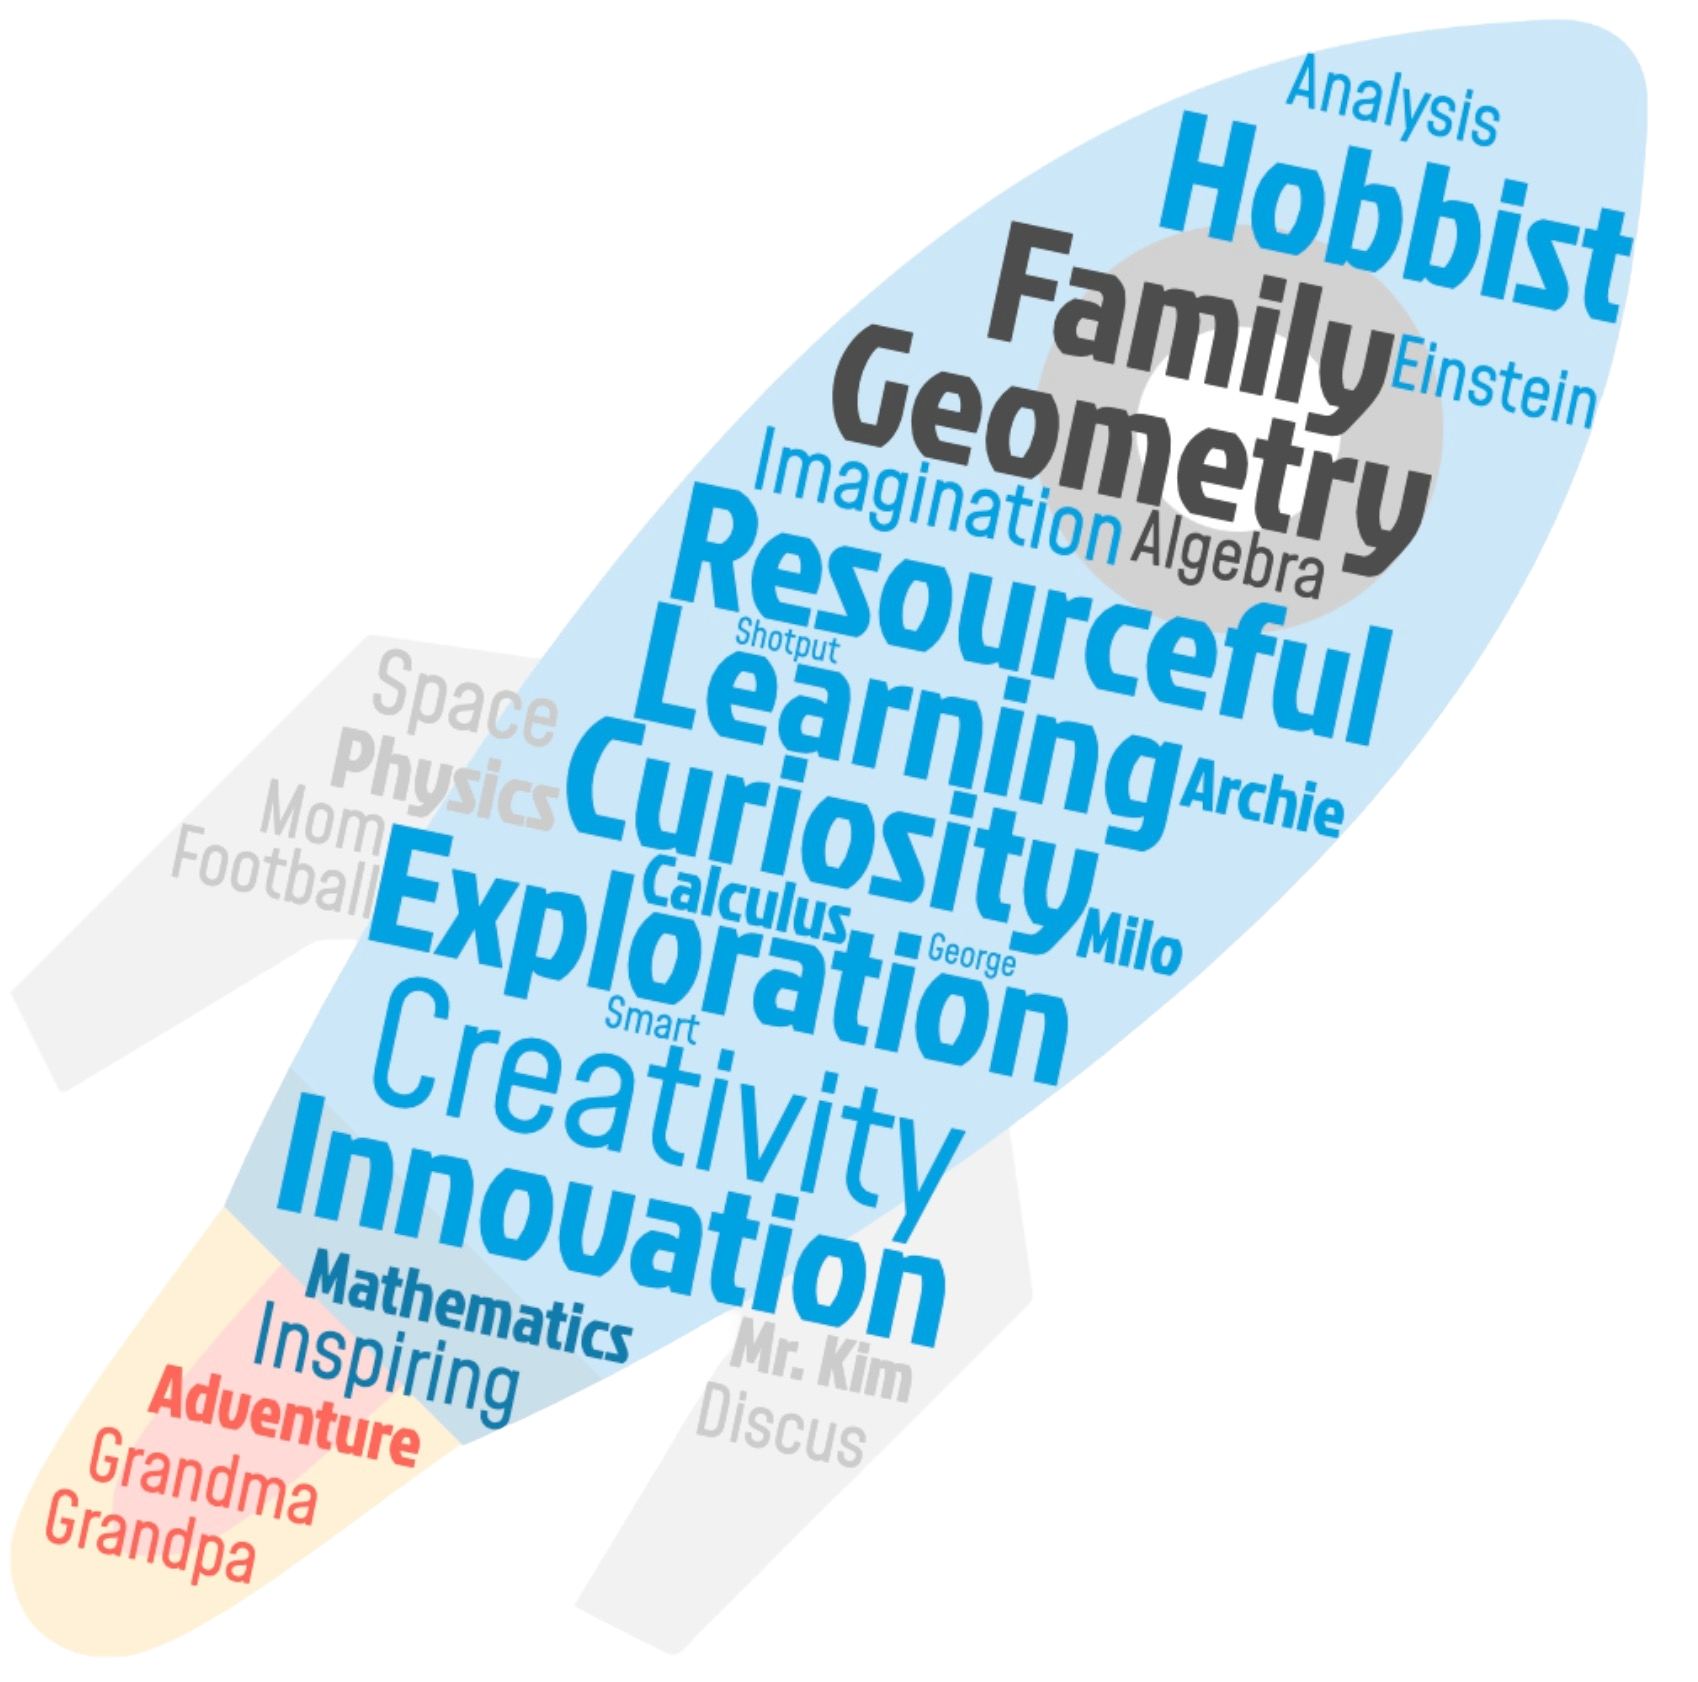 Analysis
Hobbist
Family
Einstein
Geometry
Imagination
Algebra
Resourceful
Shotput
Learning
Space
Physics
Curiosity
Archie
Mom
Football
Exploration
Calculus
George
Milo
Smart
Creativity
Innovation
Mathematics
Inspiring
Mr. Kim
Discus
Adventure
Grandma
Grandpa